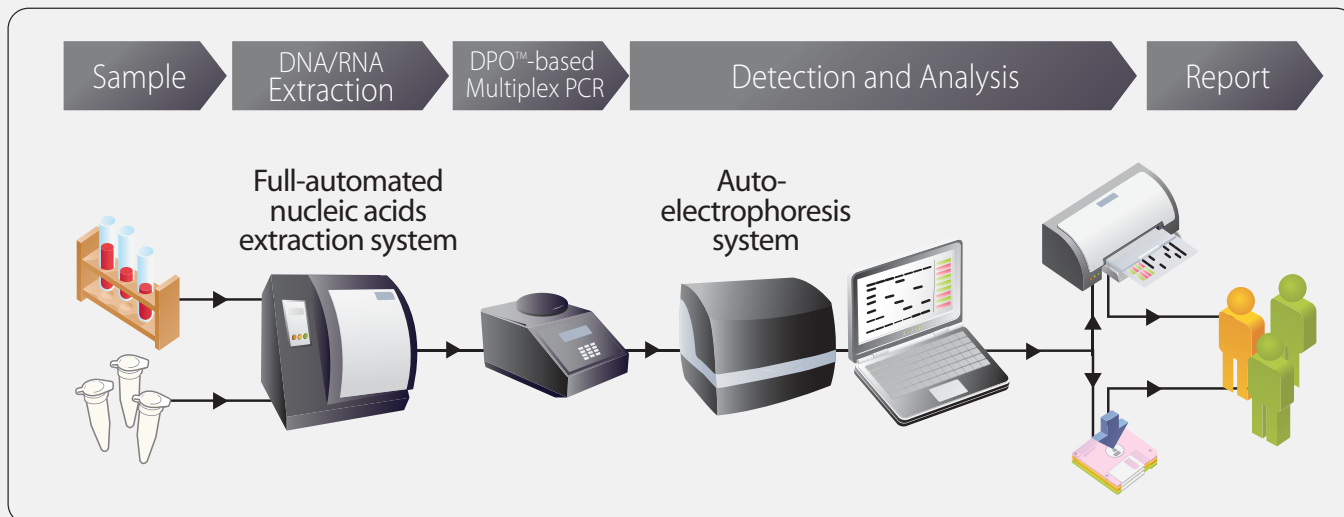 Sample
DNA/RNA
Extraction
DPO™-based
Multiplex PCR
Detection and Analysis
Report
Full-automated
nucleic acids
extraction system
Auto-
electrophoresis
system